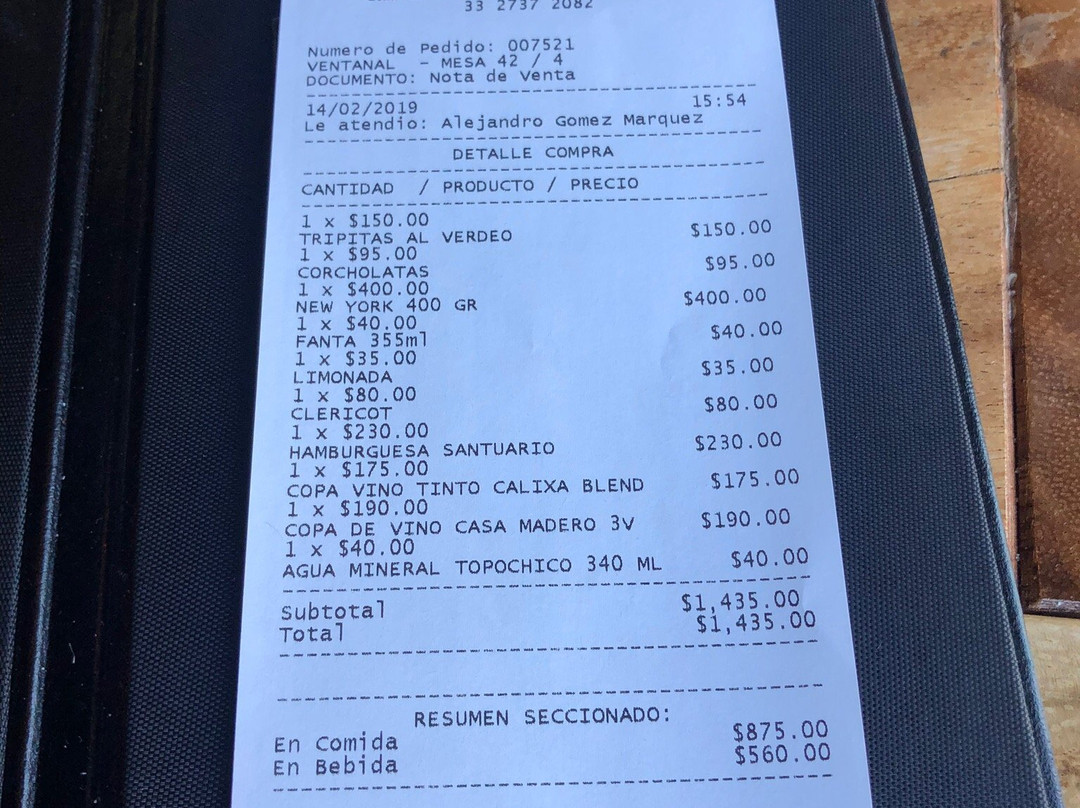 33 2737 2082
Numero de Pedido: 007521
VENTANAL - MESA 42 / 4
DOCUMENTO: Nota de Venta
14/02/2019 15:54
Le atendio: Alejandro Gomez Marquez
DETALLE COMPRA
CANTIDAD / PRODUCTO / PRECIO
1 x $150.00
TRIPITAS AL VERDEO $150.00
1 x $95.00
CORCHOLATAS $95.00
1 x $400.00
NEW YORK 400 GR $400.00
1 x $40.00
FANTA 355ml $40.00
1 x $35.00
LIMONADA $35.00
1 x $80.00
CLERICOT $80.00
1 x $230.00
HAMBURGUESA SANTUARIO $230.00
1 x $175.00
COPA VINO TINTO CALIXA BLEND $175.00
1 x $190.00
COPA DE VINO CASA MADERO 3V $190.00
1 x $40.00
AGUA MINERAL TOPOCHICO 340 ML $40.00
Subtotal $1,435.00
Total $1,435.00
RESUMEN SECCIONADO:
En Comida $875.00
En Bebida $560.00